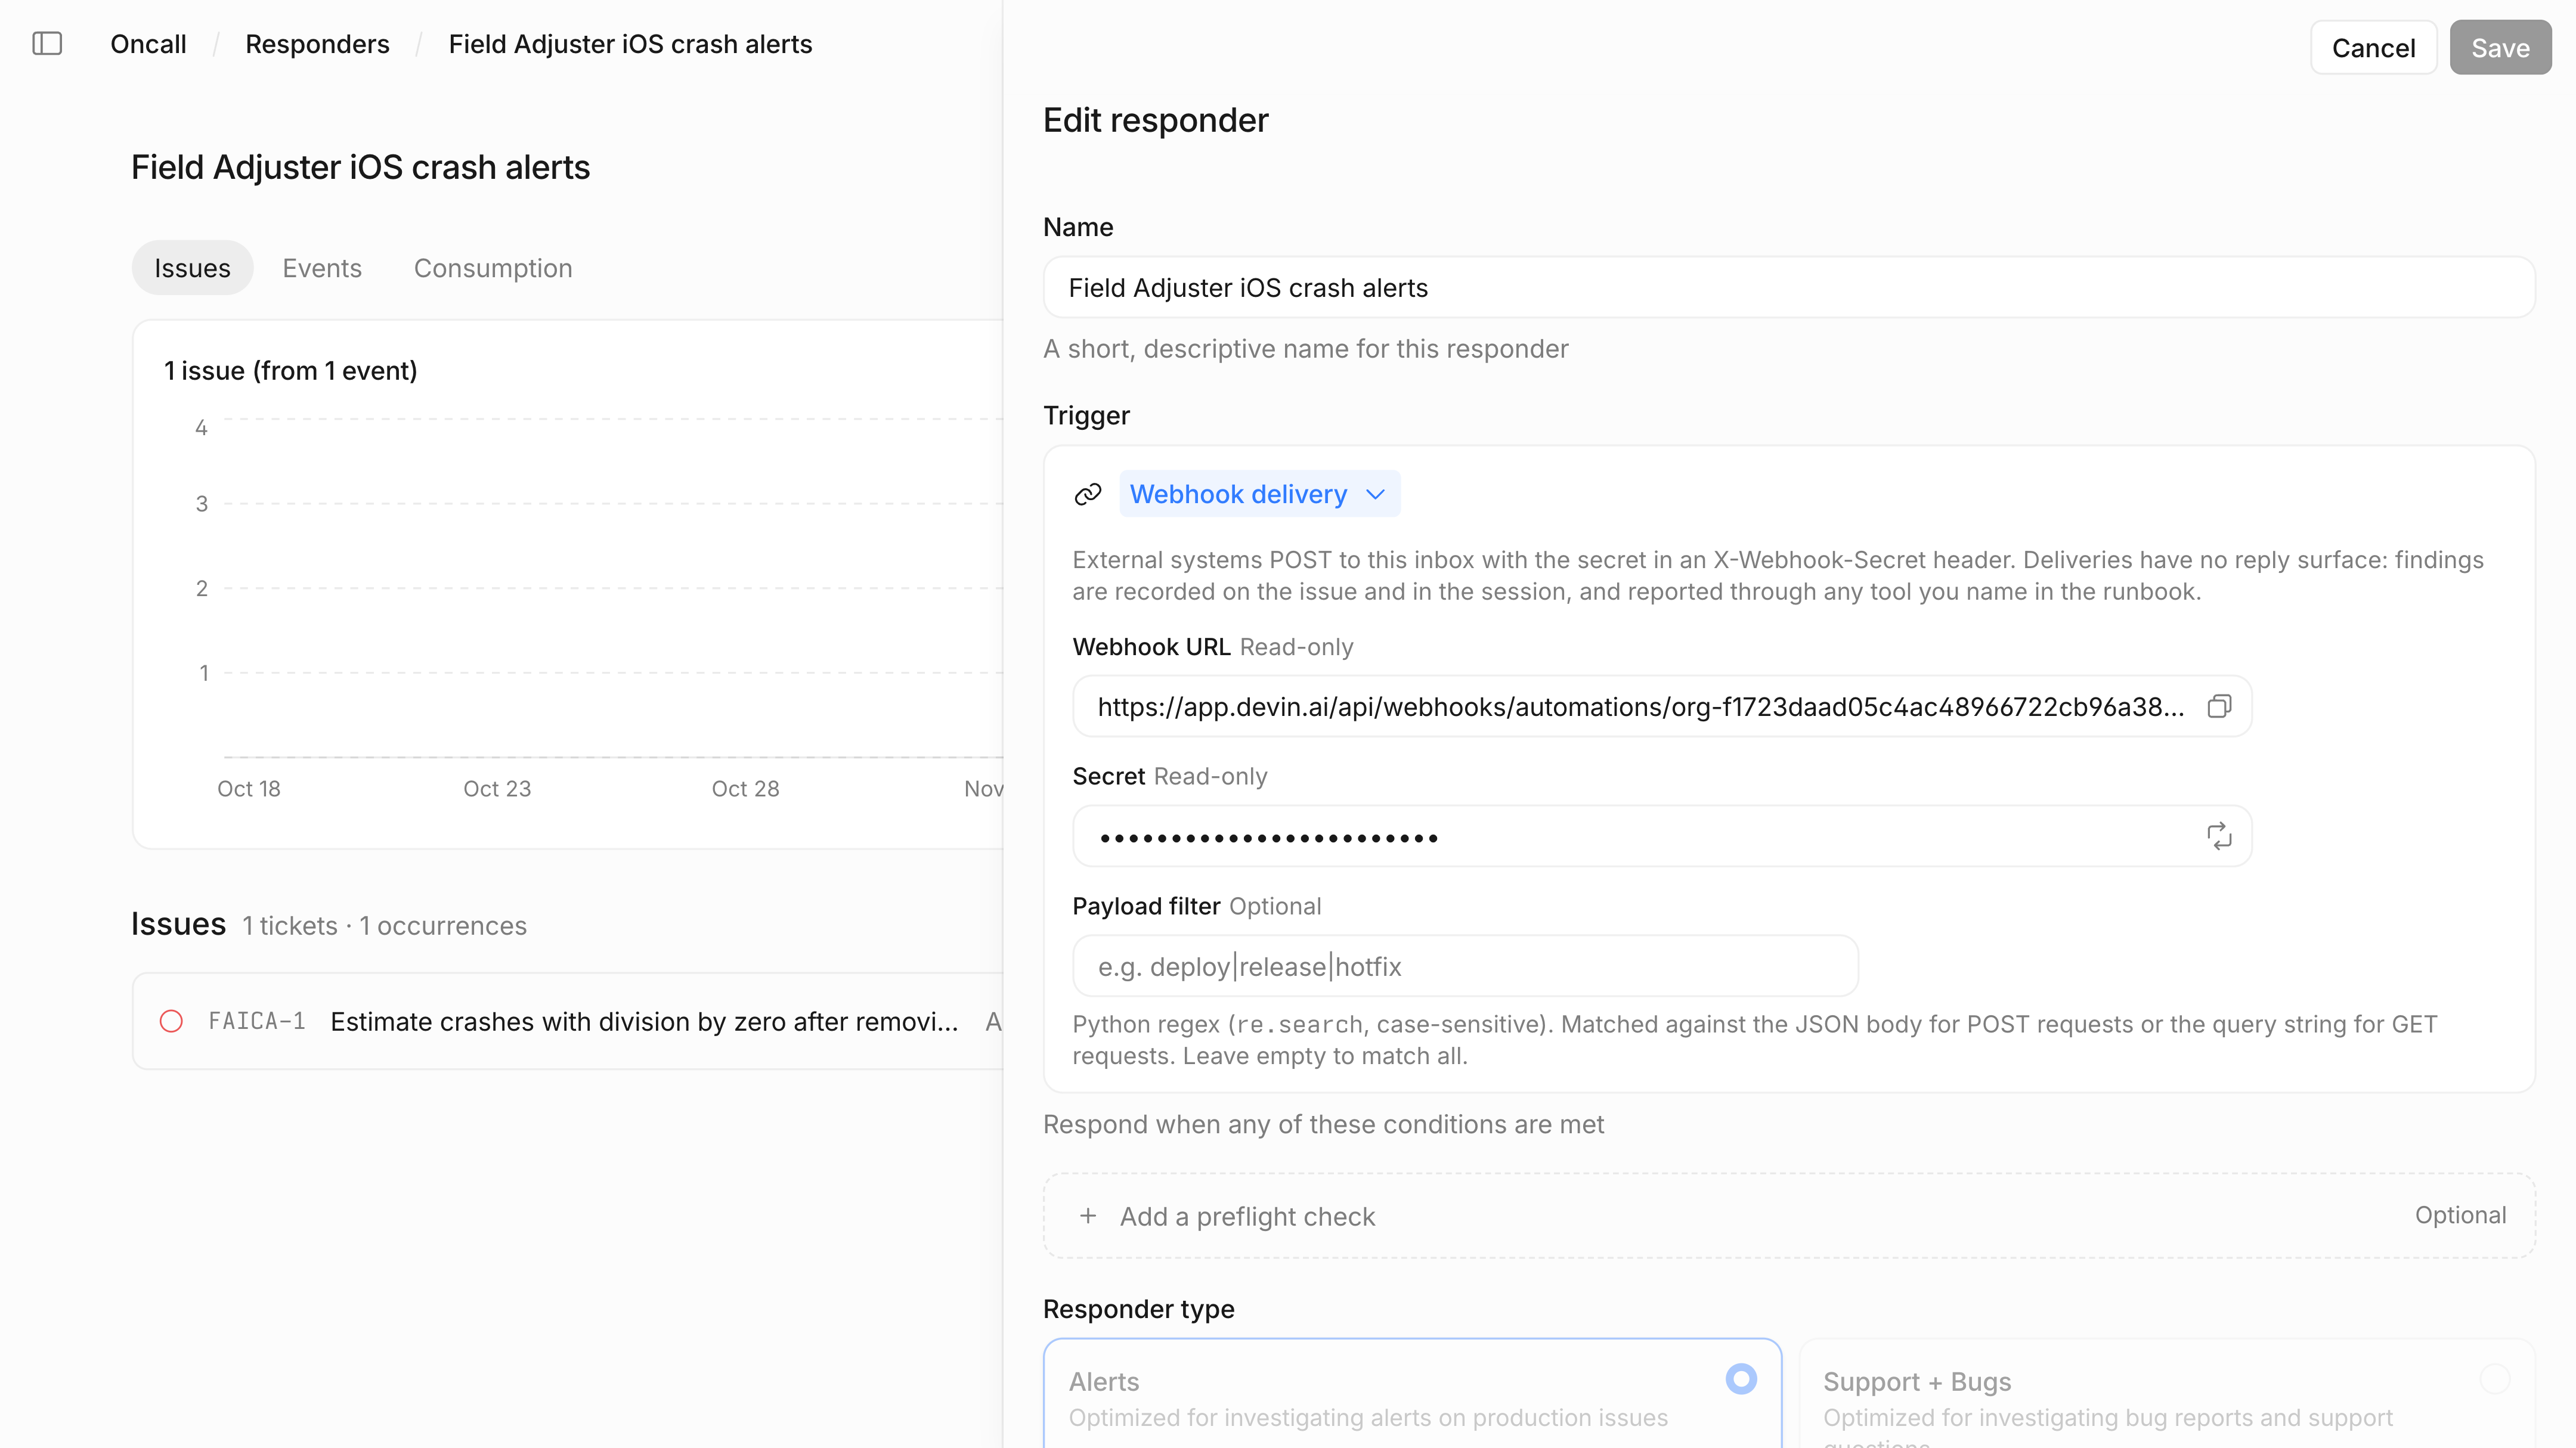 Oncall / Responders / Field Adjuster iOS crash alerts
Field Adjuster iOS crash alerts
Issues Events Consumption
1 issue (from 1 event)
4
3
2
1
Oct 18 Oct 23 Oct 28 Nov
Issues 1 tickets · 1 occurrences
FAICA-1 Estimate crashes with division by zero after removi... A
Cancel Save
Edit responder
Name
Field Adjuster iOS crash alerts
A short, descriptive name for this responder
Trigger
Webhook delivery
External systems POST to this inbox with the secret in an X-Webhook-Secret header. Deliveries have no reply surface: findings
are recorded on the issue and in the session, and reported through any tool you name in the runbook.
Webhook URL Read-only
https://app.devin.ai/api/webhooks/automations/org-f1723daad05c4ac48966722cb96a38...
Secret Read-only
••••••••••••••••••••••••
Payload filter Optional
e.g. deploy|release|hotfix
Python regex (re.search, case-sensitive). Matched against the JSON body for POST requests or the query string for GET
requests. Leave empty to match all.
Respond when any of these conditions are met
+ Add a preflight check Optional
Responder type
Alerts
Optimized for investigating alerts on production issues
Support + Bugs
Optimized for investigating bug reports and support
questions